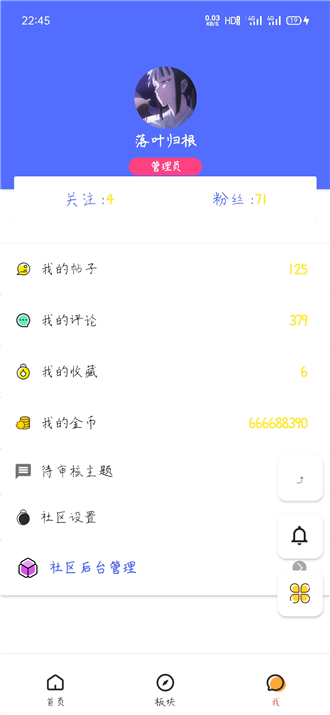 22:45
0.03 KB/S HD 4G 4G 19
落叶归根
管理员
关注:4
粉丝:71
我的帖子 125
我的评论 379
我的收藏 6
我的金币 666688390
待审核主题
社区设置
社区后台管理
首页 板块 我